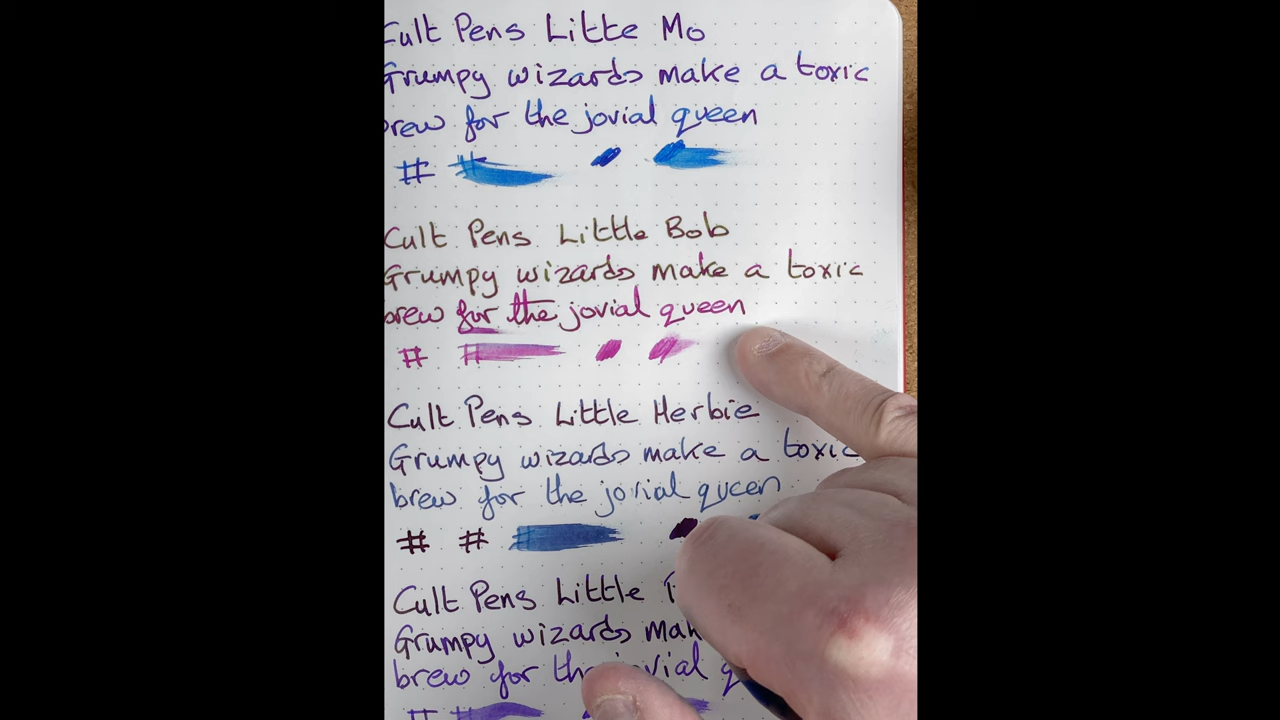 Cult Pens Litte Mo
Grumpy wizards make a toxic
brew for the jovial queen
# #
Cult Pens Little Bob
Grumpy wizards make a toxic
brew for the jovial queen
# #
Cult Pens Little Herbie
Grumpy wizards make a toxic
brew for the jovial queen
# #
Cult Pens Little
Grumpy wizards
brew for the jovial
# #